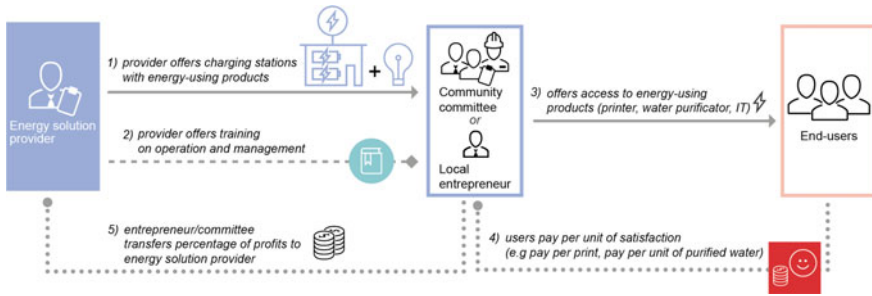 Energy solution
provider
1) provider offers charging stations
with energy-using products
2) provider offers training
on operation and management
Community
committee
or
Local
entrepreneur
3) offers access to energy-using
products (printer, water purificator, IT)
End-users
5) entrepreneur/committee
transfers percentage of profits to
energy solution provider
4) users pay per unit of satisfaction
(e.g pay per print, pay per unit of purified water)